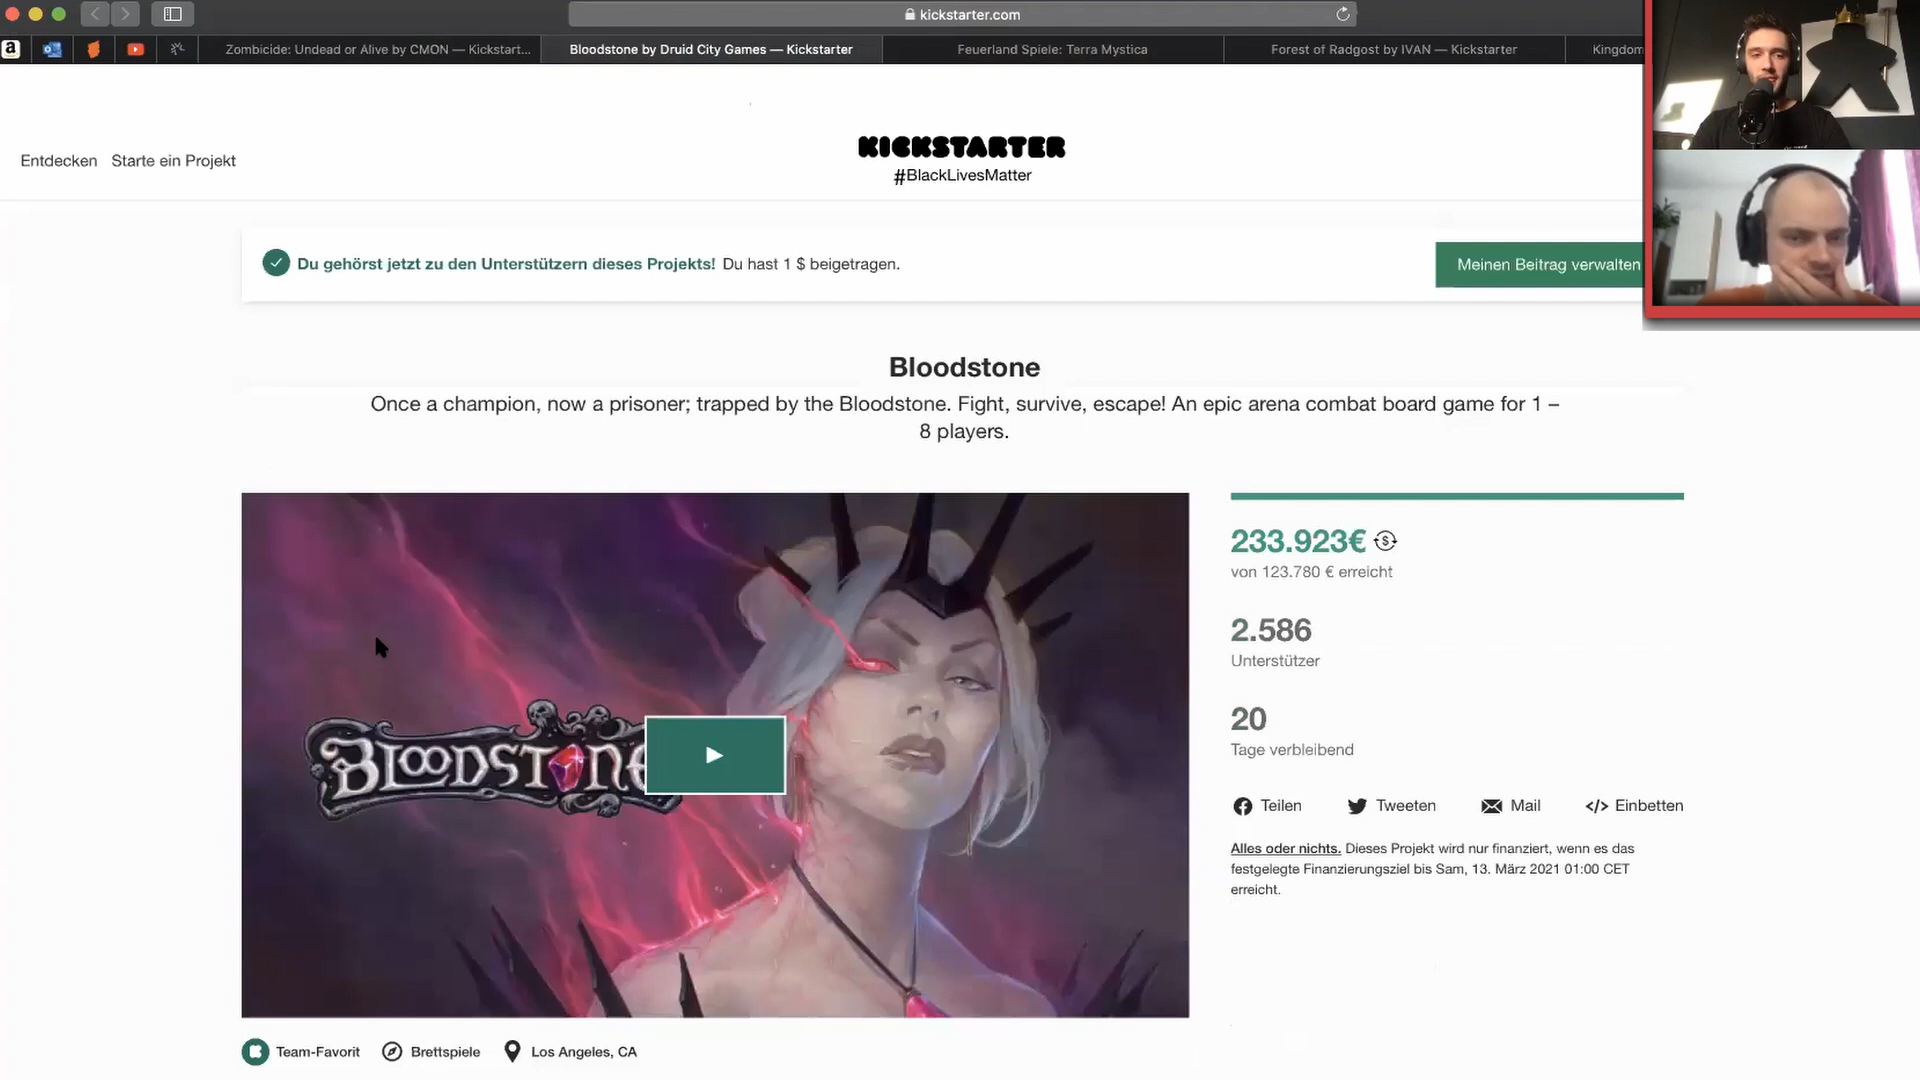 kickstarter.com
a
Zombicide: Undead or Alive by CMON — Kickstart...
Bloodstone by Druid City Games — Kickstarter
Feuerland Spiele: Terra Mystica
Forest of Radgost by IVAN — Kickstarter
Kingdom
Entdecken Starte ein Projekt
KICKSTARTER
#BlackLivesMatter
Du gehörst jetzt zu den Unterstützern dieses Projekts! Du hast 1 $ beigetragen.
Meinen Beitrag verwalten
Bloodstone
Once a champion, now a prisoner; trapped by the Bloodstone. Fight, survive, escape! An epic arena combat board game for 1 –
8 players.
BLOODSTONE
233.923€
von 123.780 € erreicht
2.586
Unterstützer
20
Tage verbleibend
Teilen Tweeten Mail </> Einbetten
Alles oder nichts. Dieses Projekt wird nur finanziert, wenn es das
festgelegte Finanzierungsziel bis Sam, 13. März 2021 01:00 CET
erreicht.
Team-Favorit Brettspiele Los Angeles, CA